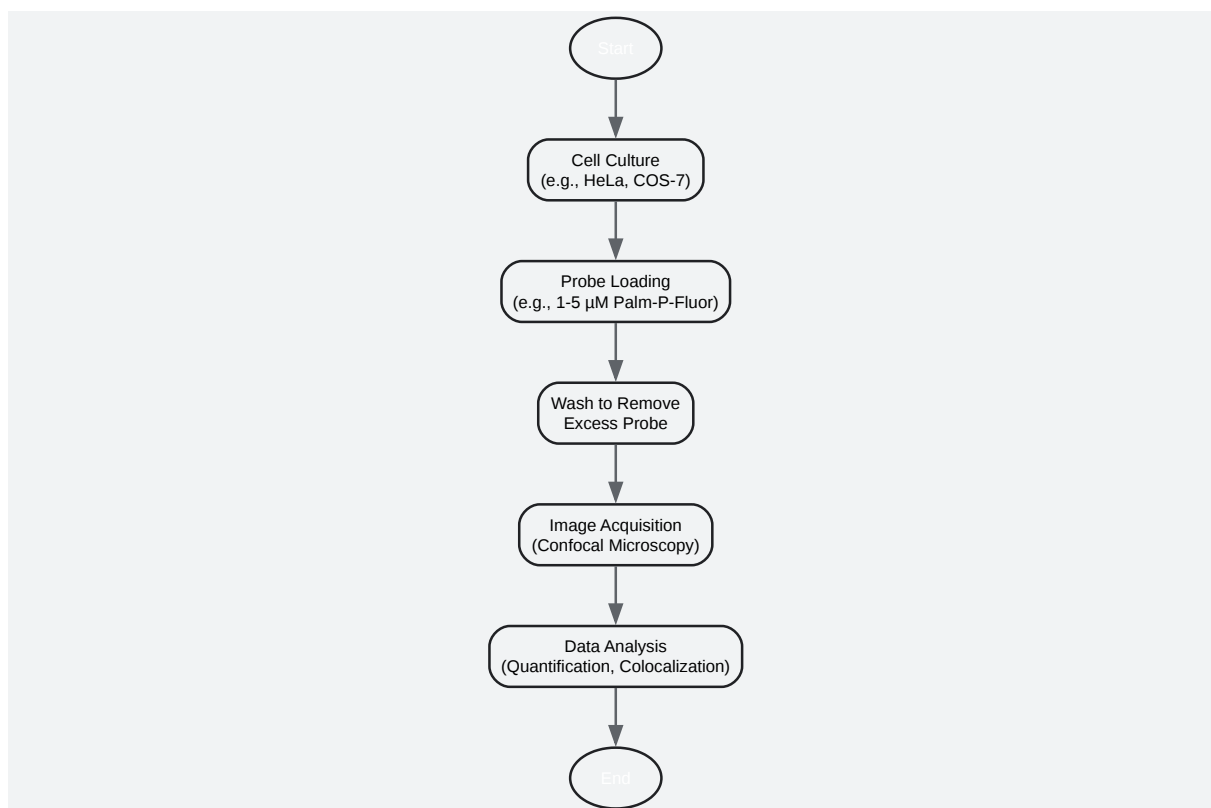 Start
Cell Culture
(e.g., HeLa, COS-7)
Probe Loading
(e.g., 1-5 µM Palm-P-Fluor)
Wash to Remove
Excess Probe
Image Acquisition
(Confocal Microscopy)
Data Analysis
(Quantification, Colocalization)
End